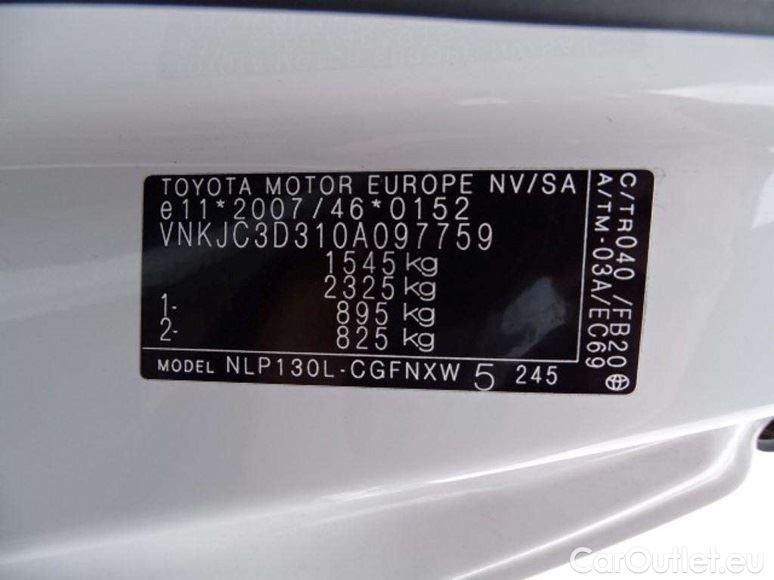 TOYOTA MOTOR EUROPE NV/SA
e11*2007/46*0152
VNKJC3D310A097759
1545 kg
2325 kg
1- 895 kg
2- 825 kg
MODEL NLP130L-CGFNXW 5 245
C/TR040 /FB20
A/TM-03A/EC69
CarOutlet.eu